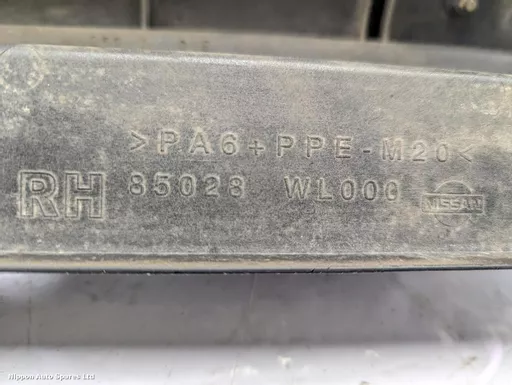 >PA6+PPE-M20<
RH 85028 WL000 NISSAN
Nippon Auto Spares Ltd